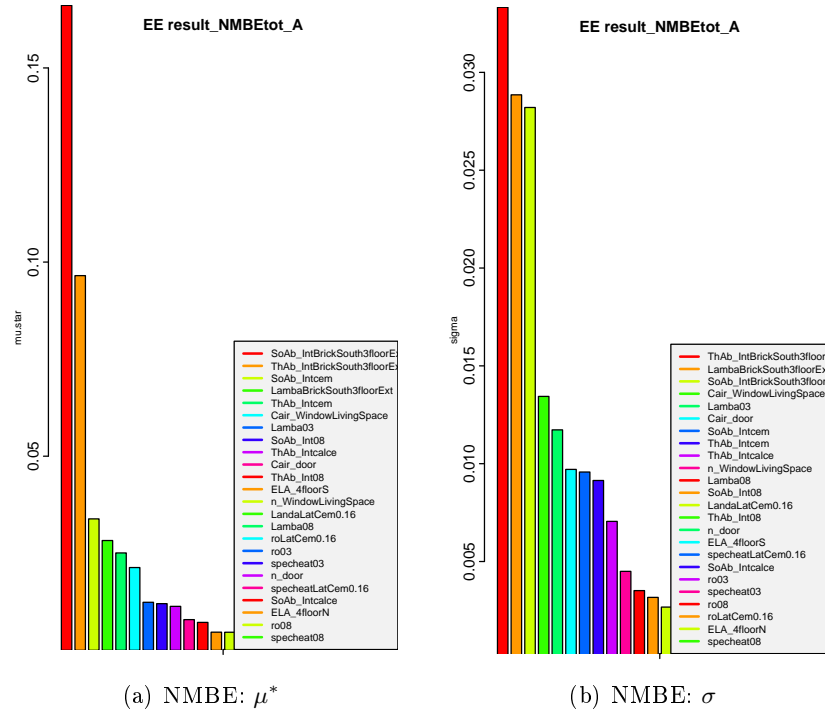 EE result_NMBEtot_A
0.15
0.10
0.05
mu.star
SoAb_IntBrickSouth3floorEx
ThAb_IntBrickSouth3floorEx
SoAb_Intcem
LambaBrickSouth3floorExt
ThAb_Intcem
Cair_WindowLivingSpace
Lamba03
SoAb_Int08
ThAb_Intcalce
Cair_door
ThAb_Int08
ELA_4floorS
n_WindowLivingSpace
LandaLatCem0.16
Lamba08
roLatCem0.16
ro03
specheat03
n_door
specheatLatCem0.16
SoAb_Intcalce
ELA_4floorN
ro08
specheat08
(a) NMBE: μ*
EE result_NMBEtot_A
0.030
0.025
0.020
0.015
0.010
0.005
sigma
ThAb_IntBrickSouth3floor
LambaBrickSouth3floorEx
SoAb_IntBrickSouth3floor
Cair_WindowLivingSpace
Lamba03
Cair_door
SoAb_Intcem
ThAb_Intcem
ThAb_Intcalce
n_WindowLivingSpace
Lamba08
SoAb_Int08
LandaLatCem0.16
ThAb_Int08
n_door
ELA_4floorS
specheatLatCem0.16
SoAb_Intcalce
ro03
specheat03
ro08
roLatCem0.16
ELA_4floorN
specheat08
(b) NMBE: σ